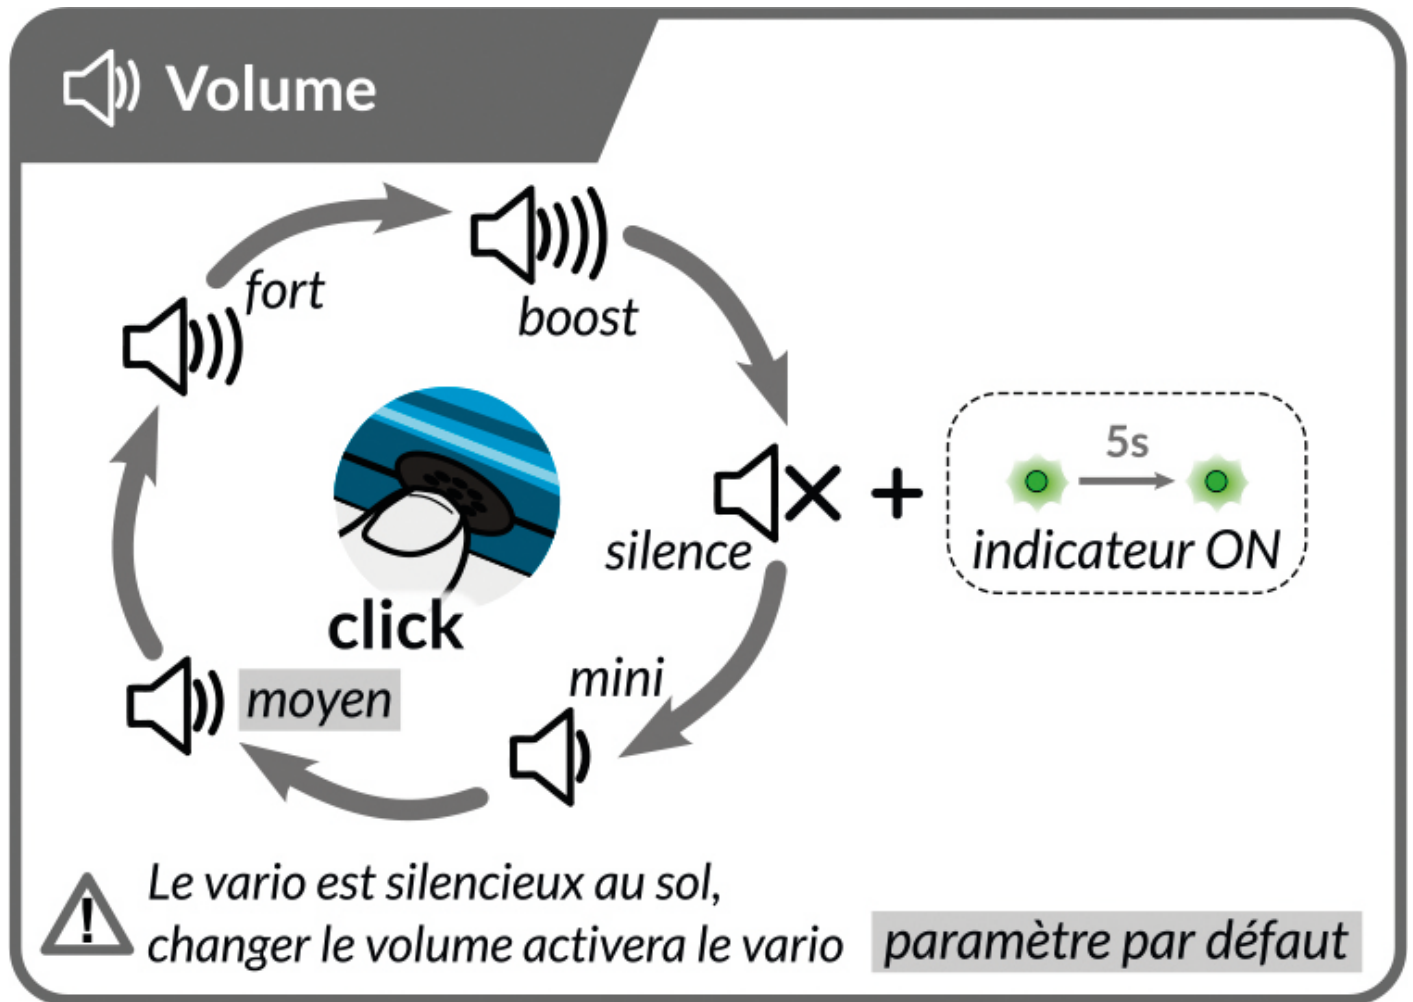 Volume
fort
boost
5s
silence
indicateur ON
click
mini
moyen
Le vario est silencieux au sol,
changer le volume activera le vario
paramètre par défaut